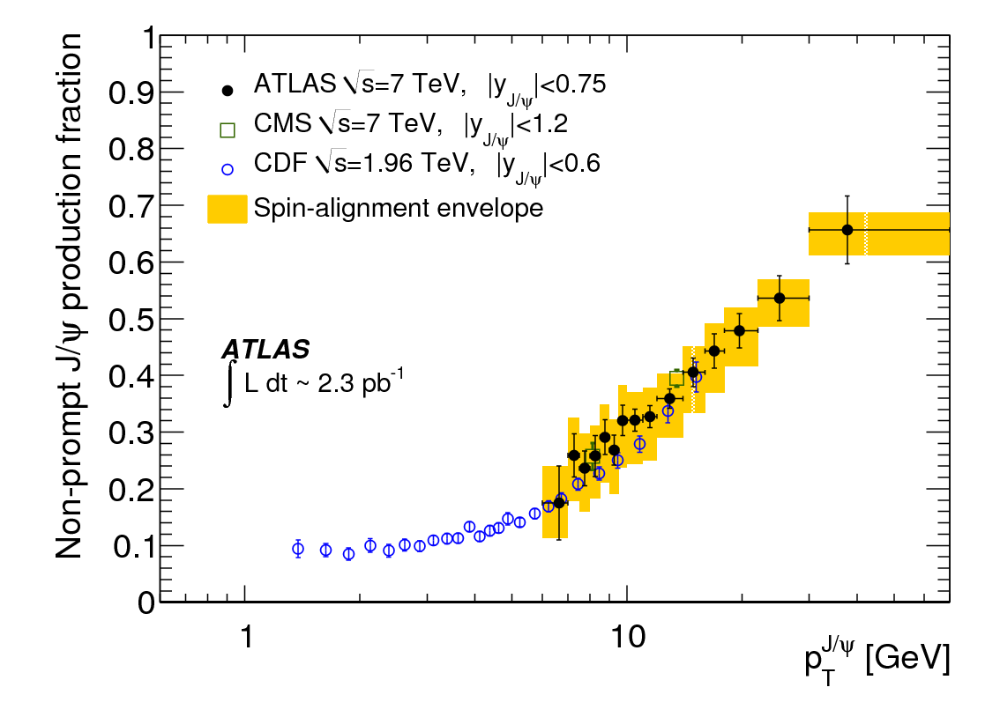 Non-prompt J/ψ production fraction
1
0.9
0.8
0.7
0.6
0.5
0.4
0.3
0.2
0.1
0
ATLAS √s=7 TeV, |y_J/ψ|<0.75
CMS √s=7 TeV, |y_J/ψ|<1.2
CDF √s=1.96 TeV, |y_J/ψ|<0.6
Spin-alignment envelope
ATLAS
∫ L dt ~ 2.3 pb⁻¹
1 10
p_T^J/ψ [GeV]